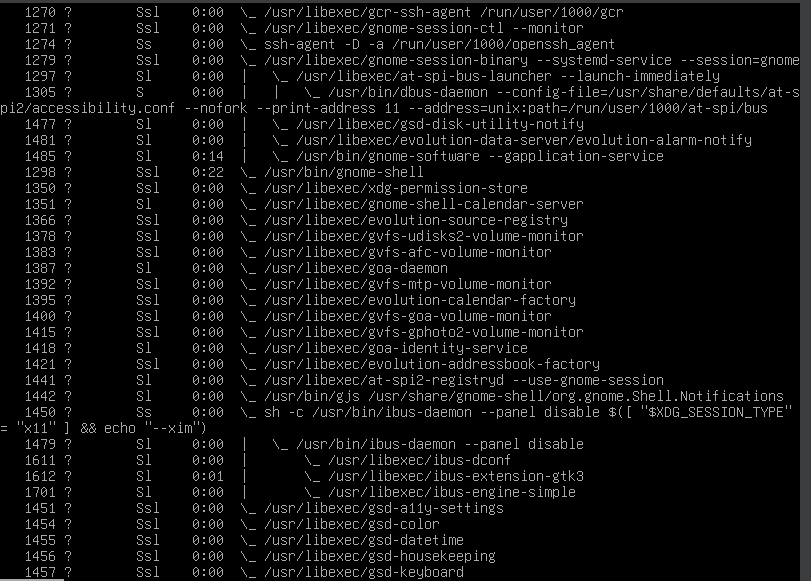 1270 ?        Ssl    0:00  \_ /usr/libexec/gcr-ssh-agent /run/user/1000/gcr
1271 ?        Ssl    0:00  \_ /usr/libexec/gnome-session-ctl --monitor
1274 ?        Ss     0:00  \_ ssh-agent -D -a /run/user/1000/openssh_agent
1279 ?        Ssl    0:00  \_ /usr/libexec/gnome-session-binary --systemd-service --session=gnome
1297 ?        Sl     0:00  |   \_ /usr/libexec/at-spi-bus-launcher --launch-immediately
1305 ?        S      0:00  |   |   \_ /usr/bin/dbus-daemon --config-file=/usr/share/defaults/at-s
pi2/accessibility.conf --nofork --print-address 11 --address=unix:path=/run/user/1000/at-spi/bus
1477 ?        Sl     0:00  |   \_ /usr/libexec/gsd-disk-utility-notify
1481 ?        Sl     0:00  |   \_ /usr/libexec/evolution-data-server/evolution-alarm-notify
1485 ?        Sl     0:14  |   \_ /usr/bin/gnome-software --gapplication-service
1298 ?        Ssl    0:22  \_ /usr/bin/gnome-shell
1350 ?        Ssl    0:00  \_ /usr/libexec/xdg-permission-store
1351 ?        Sl     0:00  \_ /usr/libexec/gnome-shell-calendar-server
1366 ?        Ssl    0:00  \_ /usr/libexec/evolution-source-registry
1378 ?        Ssl    0:00  \_ /usr/libexec/gvfs-udisks2-volume-monitor
1383 ?        Ssl    0:00  \_ /usr/libexec/gvfs-afc-volume-monitor
1387 ?        Sl     0:00  \_ /usr/libexec/goa-daemon
1392 ?        Ssl    0:00  \_ /usr/libexec/gvfs-mtp-volume-monitor
1395 ?        Ssl    0:00  \_ /usr/libexec/evolution-calendar-factory
1400 ?        Ssl    0:00  \_ /usr/libexec/gvfs-goa-volume-monitor
1415 ?        Ssl    0:00  \_ /usr/libexec/gvfs-gphoto2-volume-monitor
1418 ?        Sl     0:00  \_ /usr/libexec/goa-identity-service
1421 ?        Ssl    0:00  \_ /usr/libexec/evolution-addressbook-factory
1441 ?        Sl     0:00  \_ /usr/libexec/at-spi2-registryd --use-gnome-session
1442 ?        Sl     0:00  \_ /usr/bin/gjs /usr/share/gnome-shell/org.gnome.Shell.Notifications
1450 ?        Ss     0:00  \_ sh -c /usr/bin/ibus-daemon --panel disable $([ "$XDG_SESSION_TYPE"
= "x11" ] && echo "--xim")
1479 ?        Sl     0:00  |   \_ /usr/bin/ibus-daemon --panel disable
1611 ?        Sl     0:00  |       \_ /usr/libexec/ibus-dconf
1612 ?        Sl     0:01  |       \_ /usr/libexec/ibus-extension-gtk3
1701 ?        Sl     0:00  |       \_ /usr/libexec/ibus-engine-simple
1451 ?        Ssl    0:00  \_ /usr/libexec/gsd-a11y-settings
1454 ?        Ssl    0:00  \_ /usr/libexec/gsd-color
1455 ?        Ssl    0:00  \_ /usr/libexec/gsd-datetime
1456 ?        Ssl    0:00  \_ /usr/libexec/gsd-housekeeping
1457 ?        Ssl    0:00  \_ /usr/libexec/gsd-keyboard